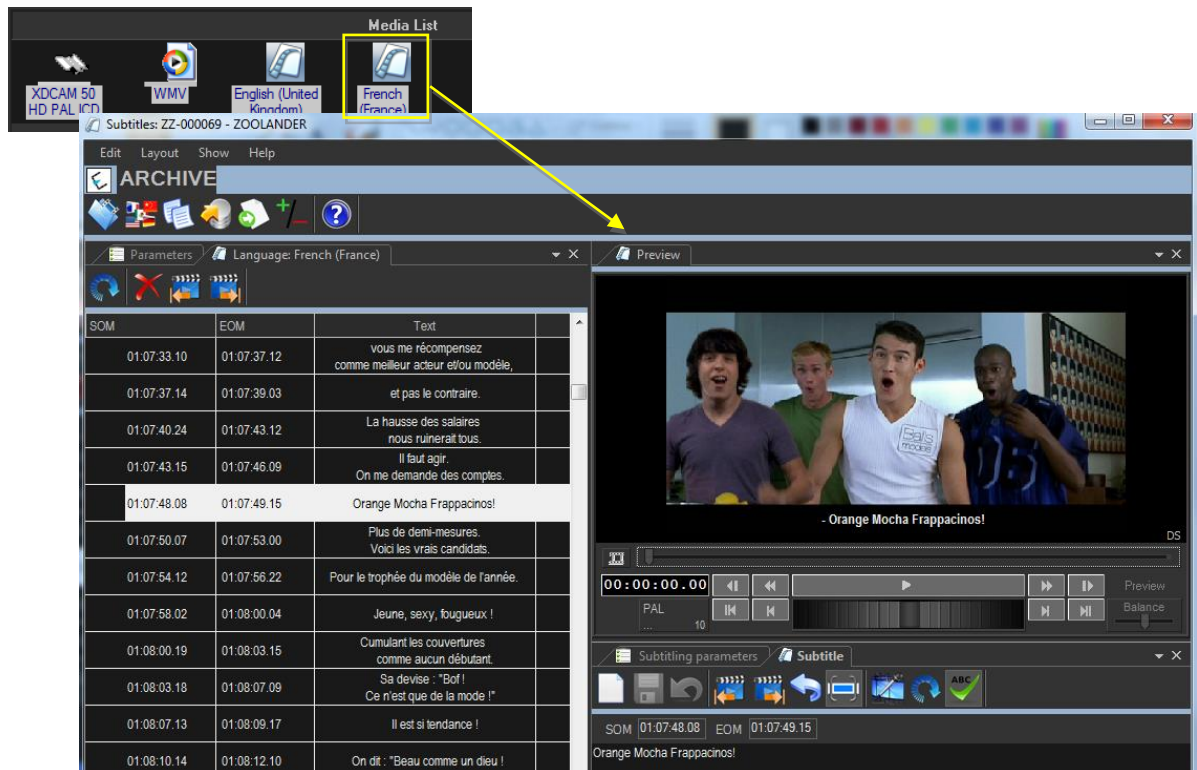 Media List
XDCAM 50
HD PAL ICD
WMV
English (United
Kingdom)
French
(France)
Subtitles: ZZ-000069 - ZOOLANDER
Edit Layout Show Help
ARCHIVE
Parameters
Language: French (France)
SOM EOM Text
01:07:33.10 01:07:37.12 vous me récompensez
comme meilleur acteur et/ou modèle,
01:07:37.14 01:07:39.03 et pas le contraire.
01:07:40.24 01:07:43.12 La hausse des salaires
nous ruinerait tous.
01:07:43.15 01:07:46.09 Il faut agir.
On me demande des comptes.
01:07:48.08 01:07:49.15 Orange Mocha Frappacinos!
01:07:50.07 01:07:53.00 Plus de demi-mesures.
Voici les vrais candidats.
01:07:54.12 01:07:56.22 Pour le trophée du modèle de l'année.
01:07:58.02 01:08:00.04 Jeune, sexy, fougueux !
01:08:00.19 01:08:03.15 Cumulant les couvertures
comme aucun débutant.
01:08:03.18 01:08:07.09 Sa devise : "Bof !
Ce n'est que de la mode !"
01:08:07.13 01:08:09.17 Il est si tendance !
01:08:10.14 01:08:12.10 On dit : "Beau comme un dieu !
Preview
- Orange Mocha Frappacinos!
DS
00:00:00.00
Preview
PAL
... 10
Balance
Subtitling parameters
Subtitle
ABC
SOM 01:07:48.08 EOM 01:07:49.15
Orange Mocha Frappacinos!